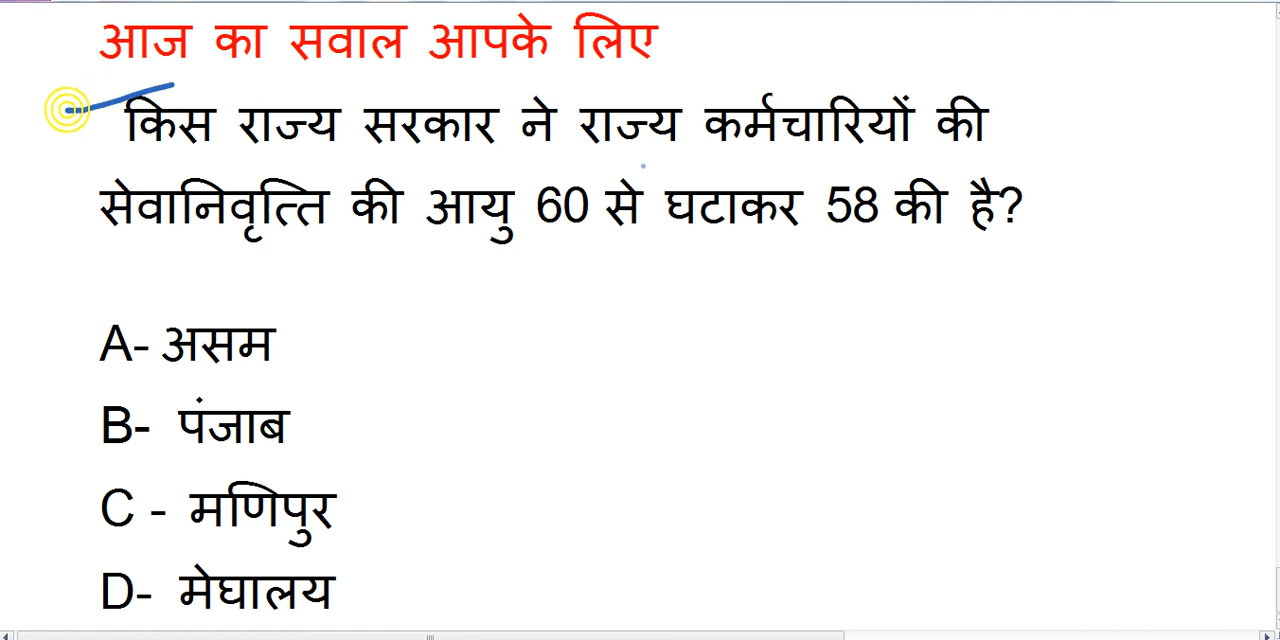 आज का सवाल आपके लिए
किस राज्य सरकार ने राज्य कर्मचारियों की
सेवानिवृत्ति की आयु 60 से घटाकर 58 की है?
A- असम
B- पंजाब
C - मणिपुर
D- मेघालय